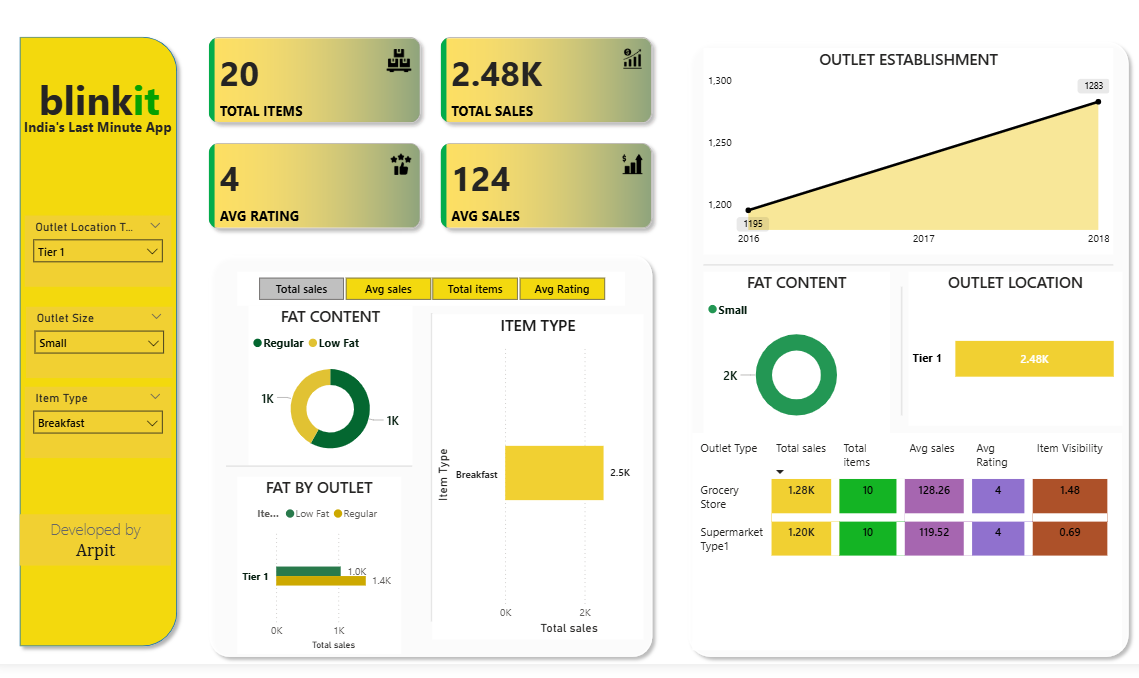 blinkit
India's Last Minute App
Outlet Location T...
Tier 1
Outlet Size
Small
Item Type
Breakfast
Developed by
Arpit
20
TOTAL ITEMS
2.48K
TOTAL SALES
4
AVG RATING
124
AVG SALES
Total sales
Avg sales
Total items
Avg Rating
FAT CONTENT
Regular Low Fat
1K
1K
FAT BY OUTLET
Ite... Low Fat Regular
Tier 1
1.0K
1.4K
0K 1K
Total sales
ITEM TYPE
Item Type
Breakfast
2.5K
0K 2K
Total sales
OUTLET ESTABLISHMENT
1,300
1283
1,250
1,200
1195
2016 2017 2018
FAT CONTENT
Small
2K
OUTLET LOCATION
Tier 1 2.48K
Outlet Type Total sales Total items Avg sales Avg Rating Item Visibility
Grocery Store 1.28K 10 128.26 4 1.48
Supermarket Type1 1.20K 10 119.52 4 0.69